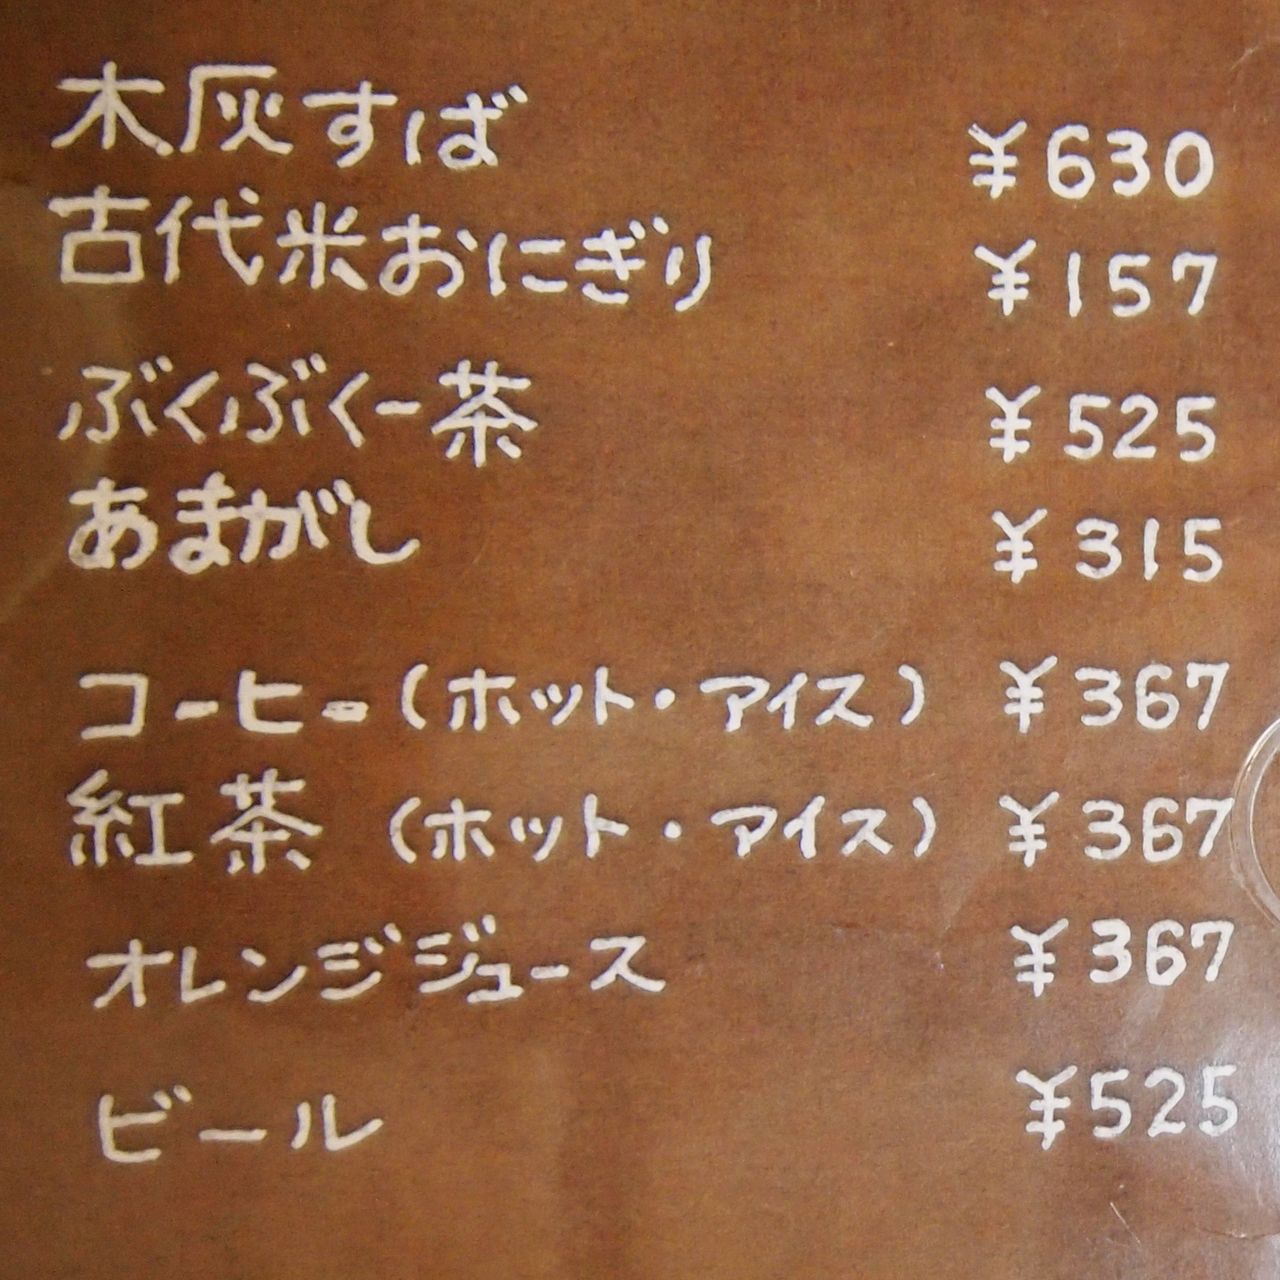 木灰すば ¥630
古代米おにぎり ¥157
ぶくぶくー茶 ¥525
あまがし ¥315
コーヒー(ホット・アイス) ¥367
紅茶(ホット・アイス) ¥367
オレンジジュース ¥367
ビール ¥525